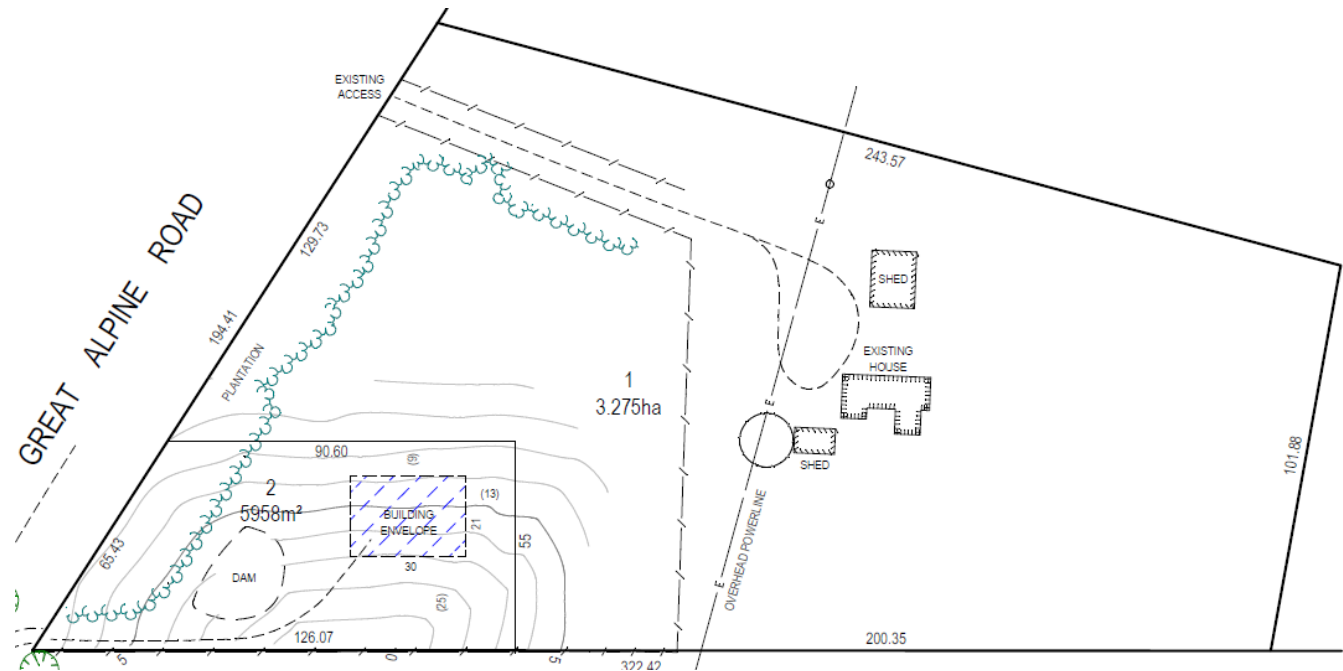 EXISTING
ACCESS
243.57
GREAT ALPINE ROAD
129.73
194.41
PLANTATION
E
SHED
EXISTING
HOUSE
1
3.275ha
E
SHED
101.88
90.60
(9)
2
5958m²
(13)
BUILDING
ENVELOPE
21
55
65.43
30
DAM
(25)
E
OVERHEAD POWERLINE
126.07
200.35
5
0
5
322.42